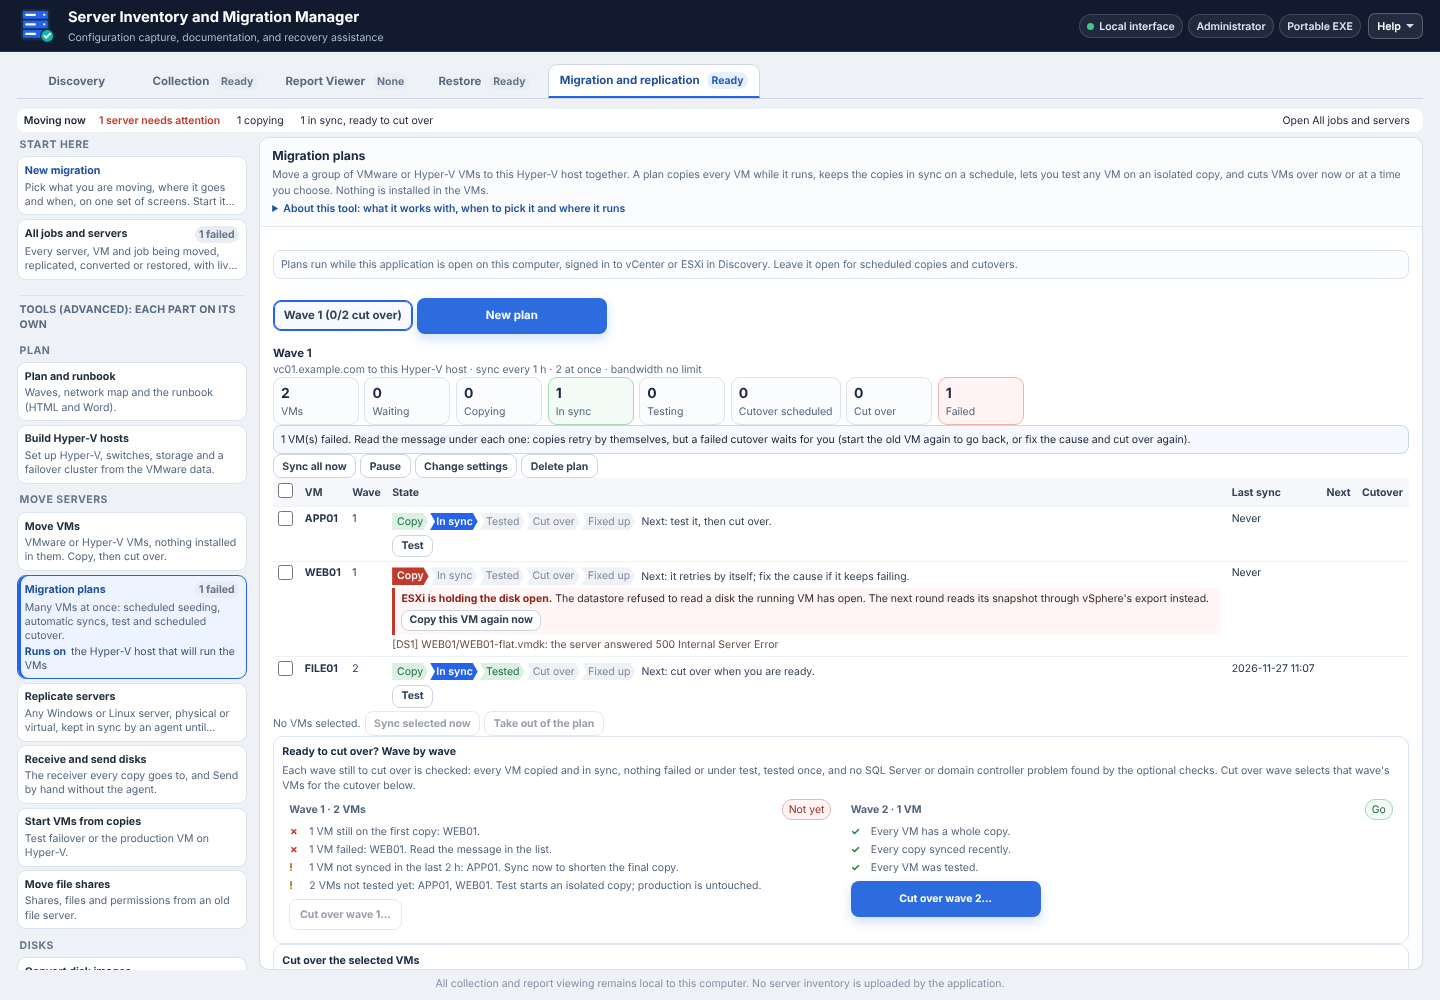 Server Inventory and Migration Manager
Configuration capture, documentation, and recovery assistance
Local interface
Administrator
Portable EXE
Help
Discovery
Collection Ready
Report Viewer None
Restore Ready
Migration and replication Ready
Moving now 1 server needs attention 1 copying 1 in sync, ready to cut over
Open All jobs and servers
START HERE
New migration
Pick what you are moving, where it goes
and when, on one set of screens. Start it...
All jobs and servers 1 failed
Every server, VM and job being moved,
replicated, converted or restored, with liv...
TOOLS (ADVANCED): EACH PART ON ITS
OWN
PLAN
Plan and runbook
Waves, network map and the runbook
(HTML and Word).
Build Hyper-V hosts
Set up Hyper-V, switches, storage and a
failover cluster from the VMware data.
MOVE SERVERS
Move VMs
VMware or Hyper-V VMs, nothing installed
in them. Copy, then cut over.
Migration plans 1 failed
Many VMs at once: scheduled seeding,
automatic syncs, test and scheduled
cutover.
Runs on the Hyper-V host that will run the
VMs
Replicate servers
Any Windows or Linux server, physical or
virtual, kept in sync by an agent until...
Receive and send disks
The receiver every copy goes to, and Send
by hand without the agent.
Start VMs from copies
Test failover or the production VM on
Hyper-V.
Move file shares
Shares, files and permissions from an old
file server.
DISKS
Migration plans
Move a group of VMware or Hyper-V VMs to this Hyper-V host together. A plan copies every VM while it runs, keeps the copies in sync on a schedule, lets you test any VM on an isolated copy, and cuts VMs over now or at a time
you choose. Nothing is installed in the VMs.
About this tool: what it works with, when to pick it and where it runs
Plans run while this application is open on this computer, signed in to vCenter or ESXi in Discovery. Leave it open for scheduled copies and cutovers.
Wave 1 (0/2 cut over)
New plan
Wave 1
vc01.example.com to this Hyper-V host · sync every 1 h · 2 at once · bandwidth no limit
2 0 0 1 0 0 0 1
VMs Waiting Copying In sync Testing Cutover scheduled Cut over Failed
1 VM(s) failed. Read the message under each one: copies retry by themselves, but a failed cutover waits for you (start the old VM again to go back, or fix the cause and cut over again).
Sync all now Pause Change settings Delete plan
VM Wave State Last sync Next Cutover
APP01 1 Copy In sync Tested Cut over Fixed up Next: test it, then cut over. Never
Test
WEB01 1 Copy In sync Tested Cut over Fixed up Next: it retries by itself; fix the cause if it keeps failing. Never
ESXi is holding the disk open. The datastore refused to read a disk the running VM has open. The next round reads its snapshot through vSphere's export instead.
Copy this VM again now
[DS1] WEB01/WEB01-flat.vmdk: the server answered 500 Internal Server Error
FILE01 2 Copy In sync Tested Cut over Fixed up Next: cut over when you are ready. 2026-11-27 11:07
Test
No VMs selected. Sync selected now Take out of the plan
Ready to cut over? Wave by wave
Each wave still to cut over is checked: every VM copied and in sync, nothing failed or under test, tested once, and no SQL Server or domain controller problem found by the optional checks. Cut over wave selects that wave's
VMs for the cutover below.
Wave 1 · 2 VMs Not yet
× 1 VM still on the first copy: WEB01.
× 1 VM failed: WEB01. Read the message in the list.
! 1 VM not synced in the last 2 h: APP01. Sync now to shorten the final copy.
! 2 VMs not tested yet: APP01, WEB01. Test starts an isolated copy; production is untouched.
Cut over wave 1...
Wave 2 · 1 VM Go
✓ Every VM has a whole copy.
✓ Every copy synced recently.
✓ Every VM was tested.
Cut over wave 2...
Cut over the selected VMs
All collection and report viewing remains local to this computer. No server inventory is uploaded by the application.